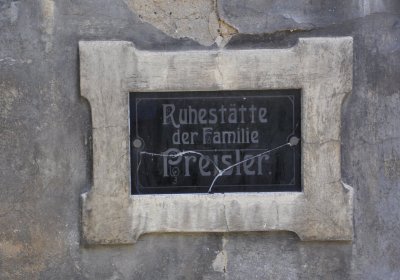 Ruhestätte
der Familie
Preisler.